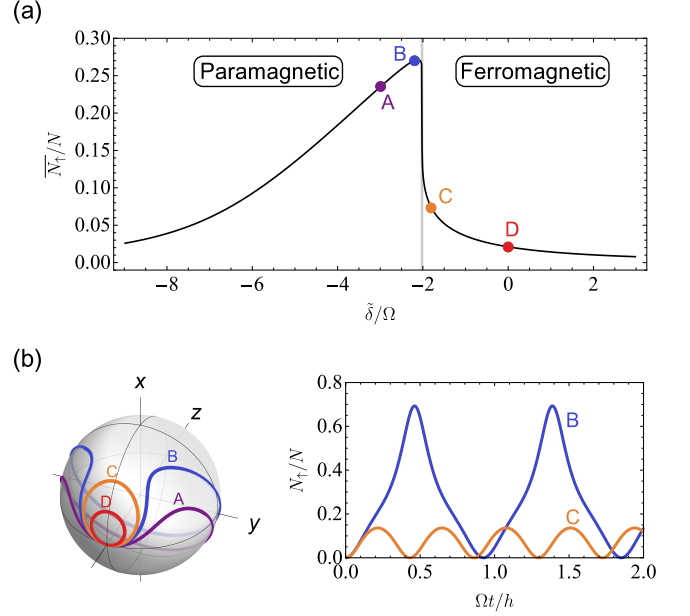 (a)
0.30
0.25
0.20
0.15
0.10
0.05
0.00
N↑/N
Paramagnetic
Ferromagnetic
A
B
C
D
−8 −6 −4 −2 0 2
δ̃/Ω
(b)
x
z
y
A
B
C
D
0.8
0.6
0.4
0.2
0.0
N↑/N
B
C
0.0 0.5 1.0 1.5 2.0
Ωt/h